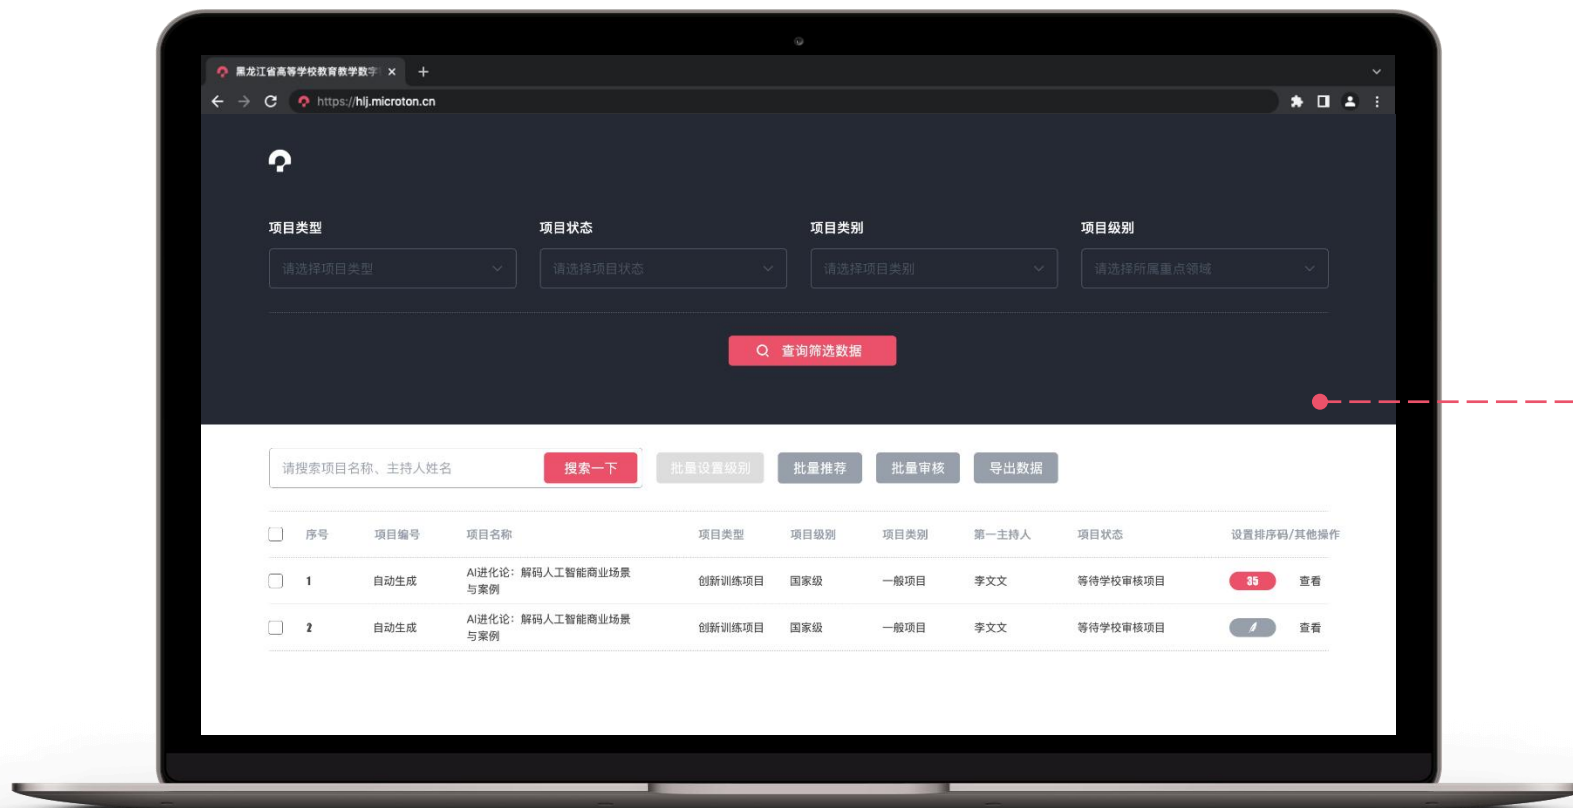 黑龙江省高等学校教育教学数字
https://hlj.microton.cn
项目类型 项目状态 项目类别 项目级别
请选择项目类型 请选择项目状态 请选择项目类别 请选择所属重点领域
查询筛选数据
请搜索项目名称、主持人姓名 搜索一下 批量设置级别 批量推荐 批量审核 导出数据
序号 项目编号 项目名称 项目类型 项目级别 项目类别 第一主持人 项目状态 设置排序码/其他操作
1 自动生成 AI进化论：解码人工智能商业场景 创新训练项目 国家级 一般项目 李文文 等待学校审核项目 35 查看
与案例
2 自动生成 AI进化论：解码人工智能商业场景 创新训练项目 国家级 一般项目 李文文 等待学校审核项目 查看
与案例